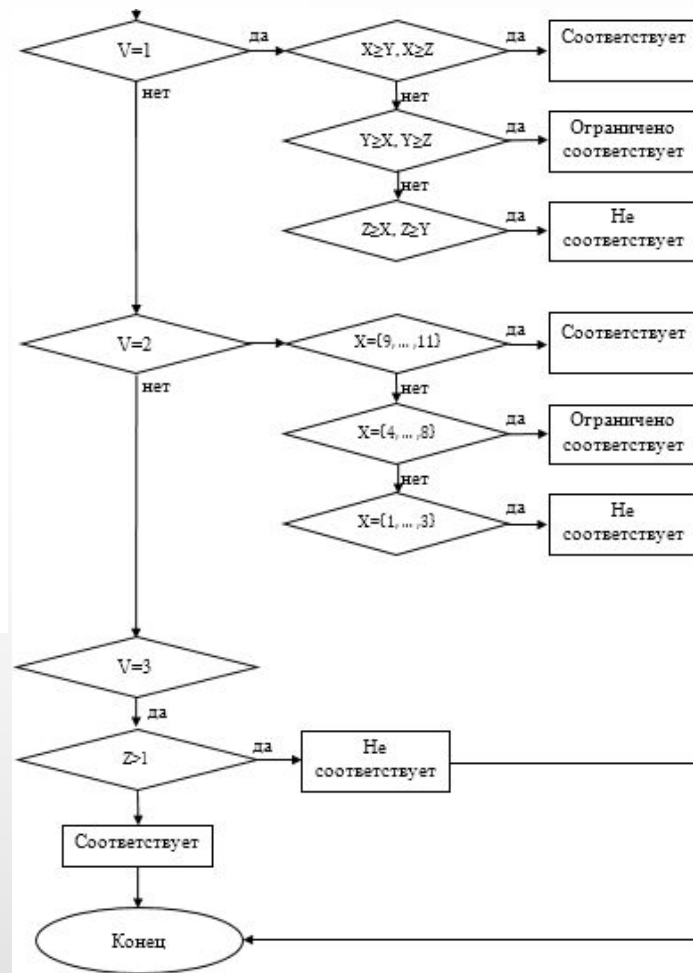 V=1
да
X≥Y, X≥Z
да
Соответствует
нет
нет
Y≥X, Y≥Z
да
Ограничено
соответствует
нет
Z≥X, Z≥Y
да
Не
соответствует
V=2
X={9, ... ,11}
да
Соответствует
нет
нет
X={4, ... ,8}
да
Ограничено
соответствует
нет
X={1, ... ,3}
да
Не
соответствует
V=3
да
Z>1
да
Не
соответствует
Соответствует
Конец